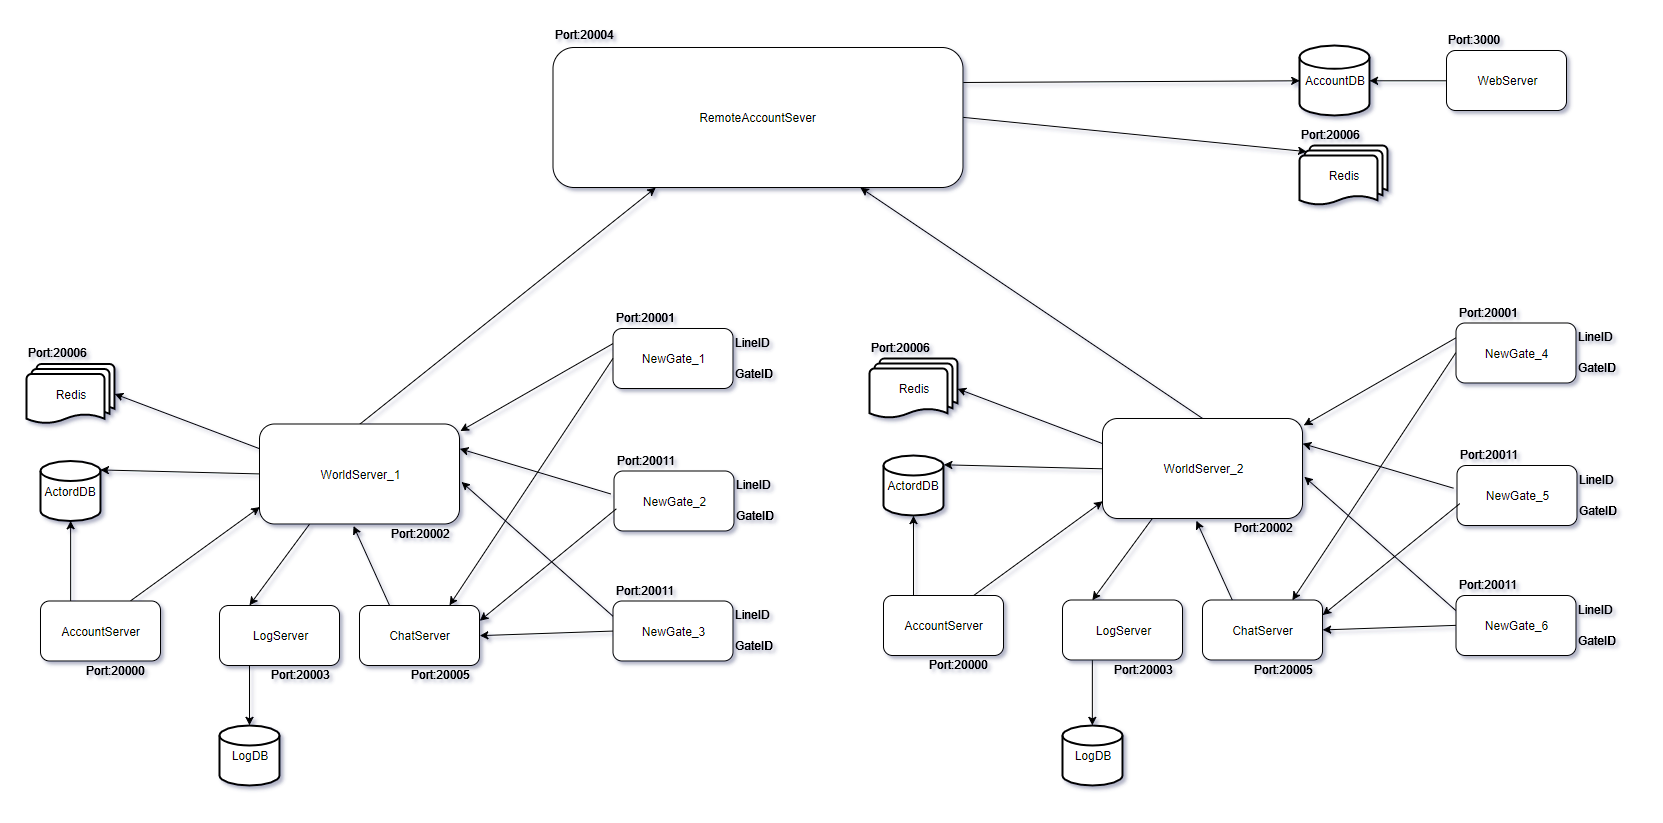 Port:20004
RemoteAccountSever
AccountDB
Port:3000
WebServer
Port:20006
Redis
Port:20001
NewGate_1
LineID
GateID
Port:20006
Redis
WorldServer_1
Port:20002
ActordDB
Port:20011
NewGate_2
LineID
GateID
Port:20011
NewGate_3
LineID
GateID
AccountServer
Port:20000
LogServer
Port:20003
ChatServer
Port:20005
LogDB
Port:20001
NewGate_4
LineID
GateID
Port:20006
Redis
WorldServer_2
Port:20002
ActordDB
Port:20011
NewGate_5
LineID
GateID
Port:20011
NewGate_6
LineID
GateID
AccountServer
Port:20000
LogServer
Port:20003
ChatServer
Port:20005
LogDB